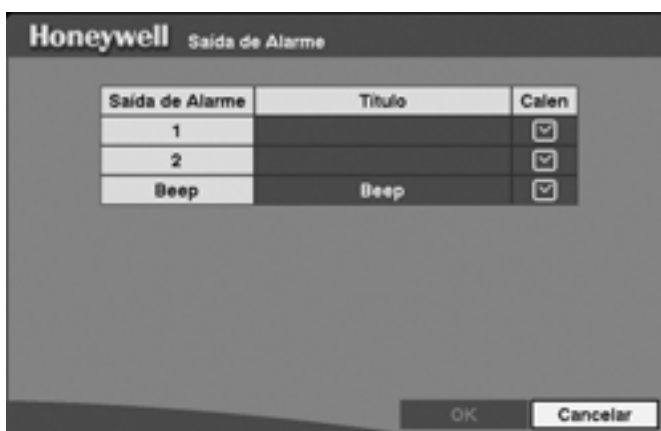 Honeywell Saída de Alarme
Saída de Alarme Título Calen
1
2
Beep Beep
OK Cancelar